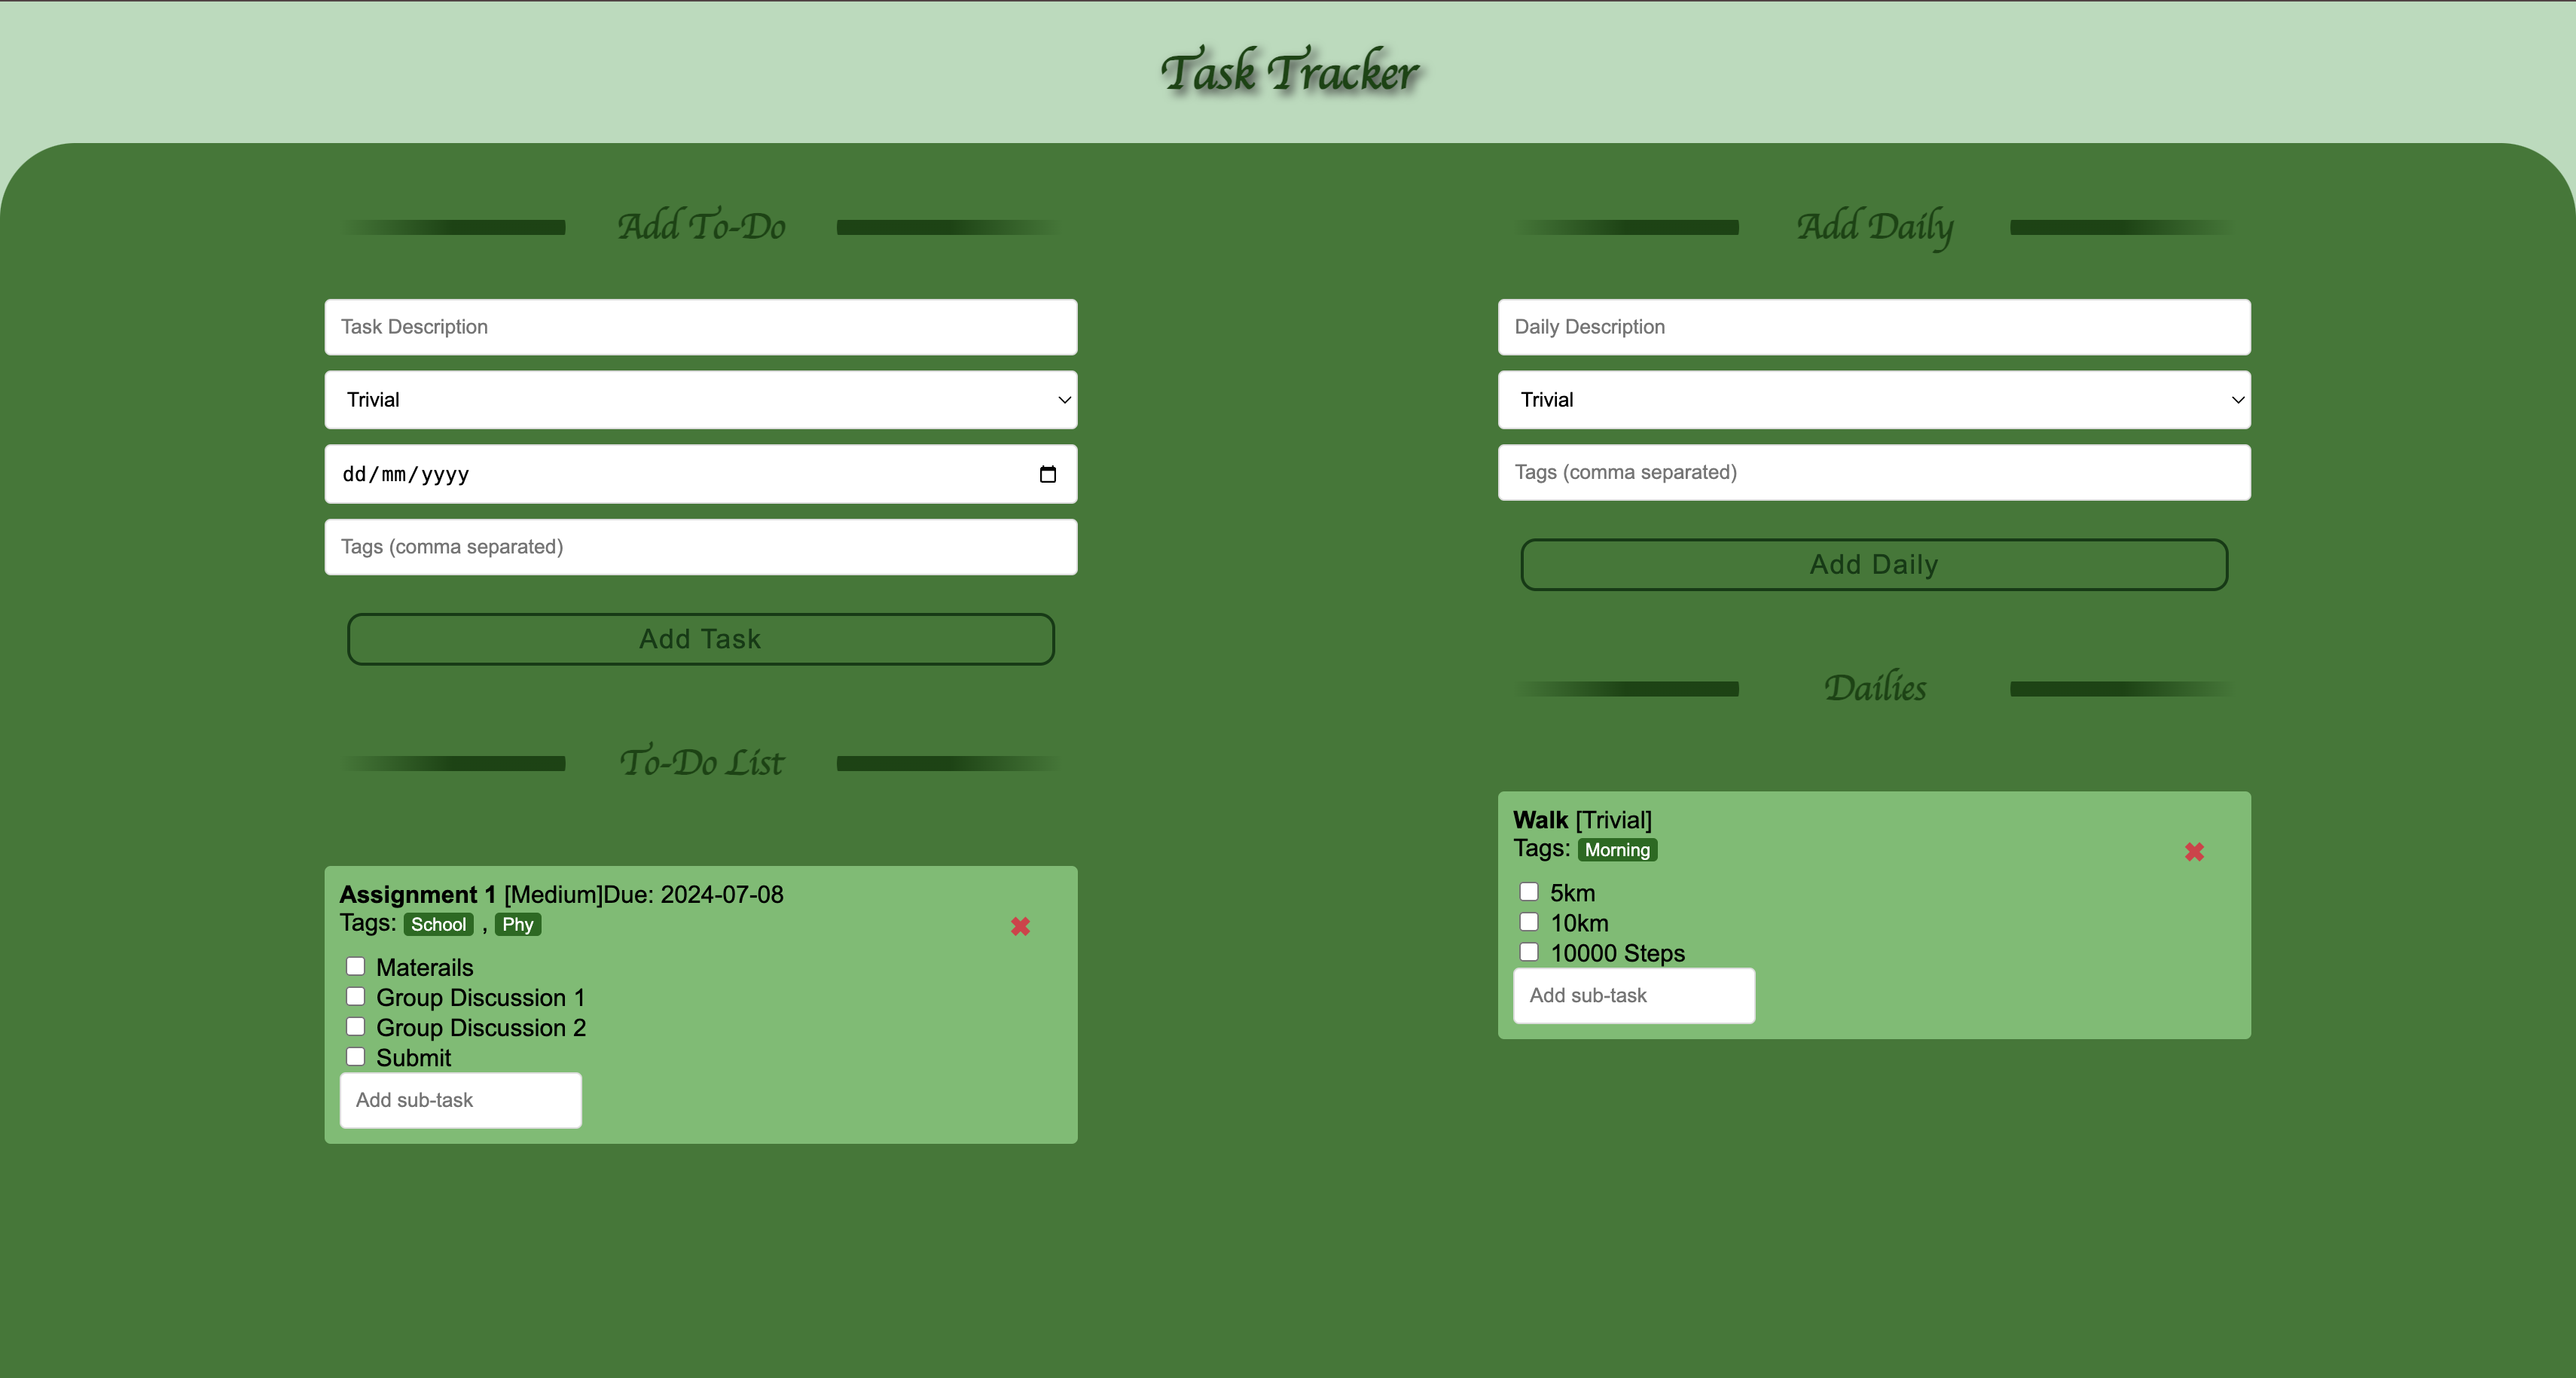 Task Tracker
Add To-Do
Task Description
Trivial
dd/mm/yyyy
Tags (comma separated)
Add Task
To-Do List
Assignment 1 [Medium]Due: 2024-07-08
Tags: School , Phy
Materails
Group Discussion 1
Group Discussion 2
Submit
Add sub-task
Add Daily
Daily Description
Trivial
Tags (comma separated)
Add Daily
Dailies
Walk [Trivial]
Tags: Morning
5km
10km
10000 Steps
Add sub-task